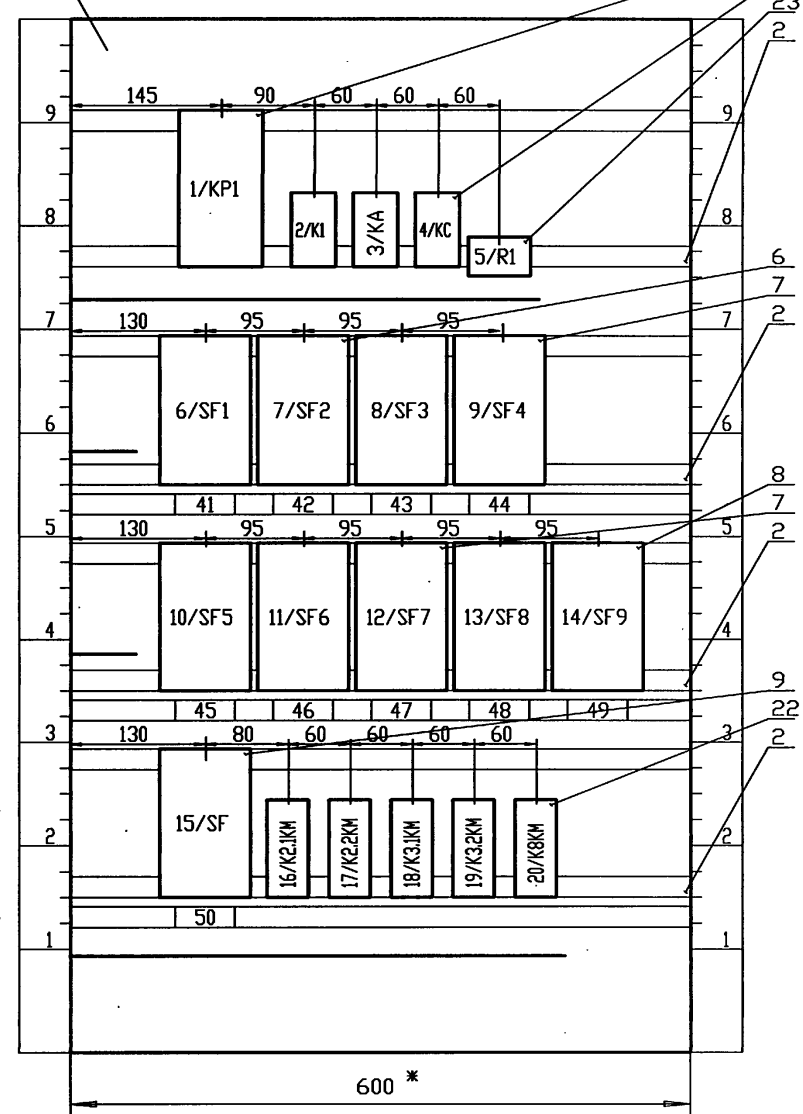 23
2
145 90 60 60 60
9 9
1/KP1
8 2/K1 3/KA 4/KC 8
5/R1
6
7
7 130 95 95 95 7
2
6/SF1 7/SF2 8/SF3 9/SF4
6 6
8
41 42 43 44
7
5 130 95 95 95 95 5
2
10/SF5 11/SF6 12/SF7 13/SF8 14/SF9
4 4
9
45 46 47 48 49
22
3 130 80 60 60 60 60 3
2
15/SF 16/K2.1KM 17/K2.2KM 18/K3.1KM 19/K3.2KM 20/K8KM
2 2
50
1 1
600 *